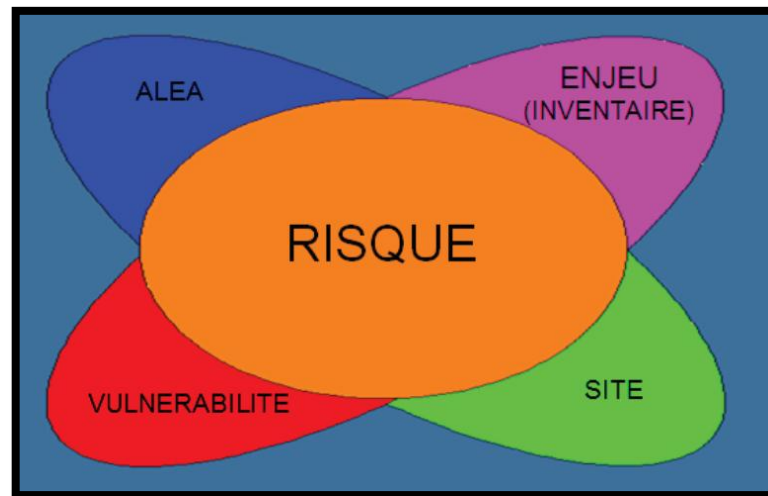 ALEA
ENJEU
(INVENTAIRE)
RISQUE
VULNERABILITE
SITE